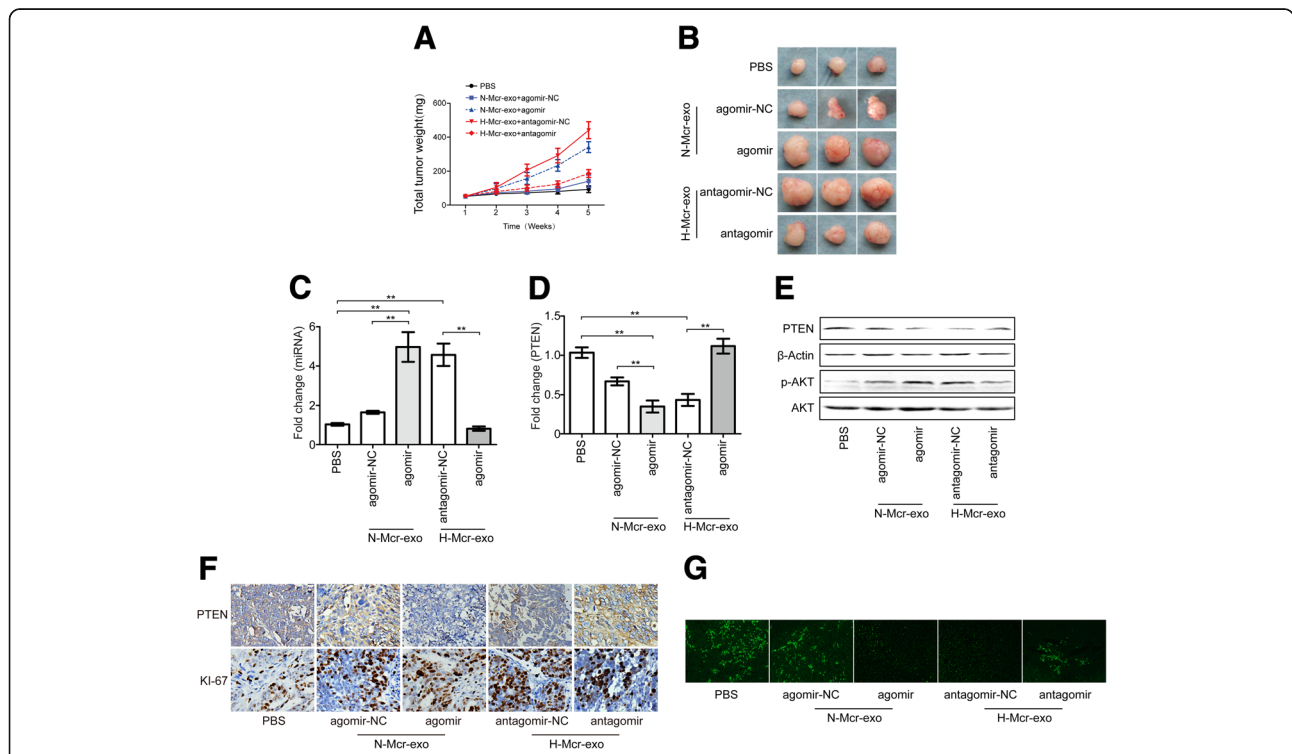 A
Total tumor weight(mg)
600
400
200
0
1 2 3 4 5
Time (Weeks)
PBS
N-Mcr-exo+agomir-NC
N-Mcr-exo+agomir
H-Mcr-exo+antagomir-NC
H-Mcr-exo+antagomir
B
PBS
N-Mcr-exo
agomir-NC
agomir
H-Mcr-exo
antagomir-NC
antagomir
C
Fold change (miRNA)
6
4
2
0
**
**
**
**
PBS
agomir-NC
agomir
antagomir-NC
agomir
N-Mcr-exo H-Mcr-exo
D
Fold change (PTEN)
1.5
1.0
0.5
0.0
**
**
**
**
PBS
agomir-NC
agomir
antagomir-NC
agomir
N-Mcr-exo H-Mcr-exo
E
PTEN
β-Actin
p-AKT
AKT
PBS
agomir-NC
agomir
antagomir-NC
antagomir
N-Mcr-exo H-Mcr-exo
F
PTEN
KI-67
PBS agomir-NC agomir antagomir-NC antagomir
N-Mcr-exo H-Mcr-exo
G
PBS agomir-NC agomir antagomir-NC antagomir
N-Mcr-exo H-Mcr-exo